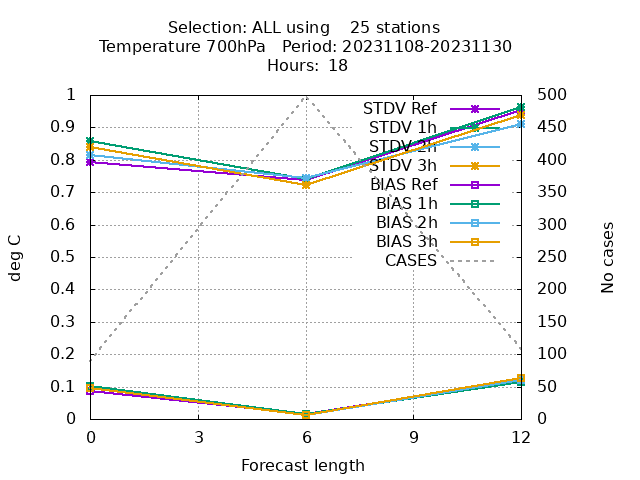 Selection: ALL using    25 stations
Temperature 700hPa   Period: 20231108-20231130
Hours:  18
1
0.9
0.8
0.7
0.6
0.5
0.4
0.3
0.2
0.1
0
deg C
STDV Ref
STDV 1h
STDV 2h
STDV 3h
BIAS Ref
BIAS 1h
BIAS 2h
BIAS 3h
CASES
500
450
400
350
300
250
200
150
100
50
0
No cases
0 3 6 9 12
Forecast length